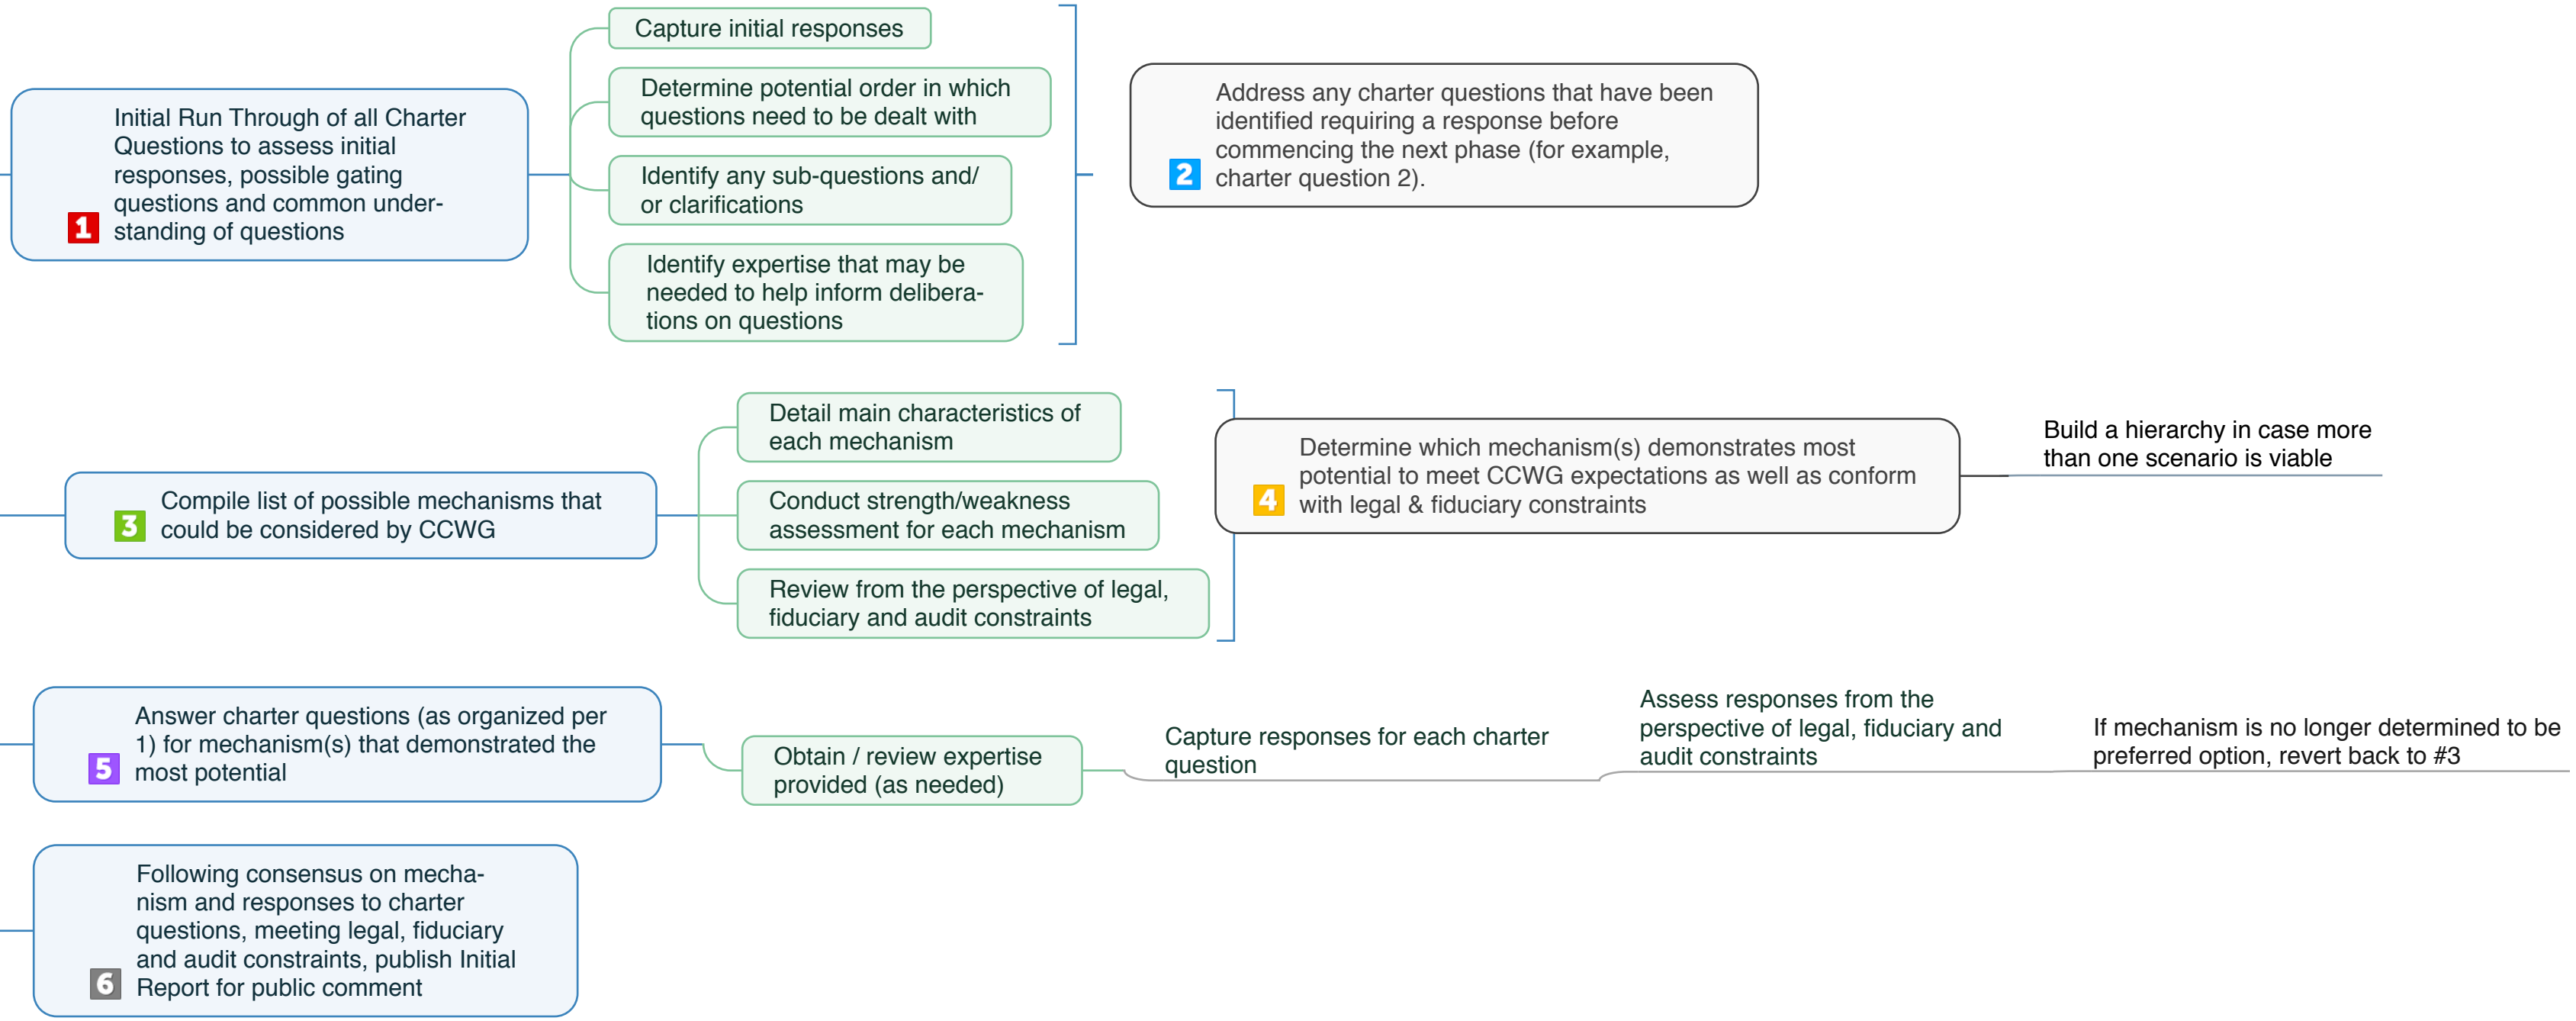 Initial Run Through of all Charter
Questions to assess initial
responses, possible gating
questions and common under-
1 standing of questions
Capture initial responses
Determine potential order in which
questions need to be dealt with
Identify any sub-questions and/
or clarifications
Identify expertise that may be
needed to help inform delibera-
tions on questions
Address any charter questions that have been
identified requiring a response before
commencing the next phase (for example,
2 charter question 2).
Compile list of possible mechanisms that
3 could be considered by CCWG
Detail main characteristics of
each mechanism
Conduct strength/weakness
assessment for each mechanism
Review from the perspective of legal,
fiduciary and audit constraints
Determine which mechanism(s) demonstrates most
potential to meet CCWG expectations as well as conform
4 with legal & fiduciary constraints
Build a hierarchy in case more
than one scenario is viable
Answer charter questions (as organized per
1) for mechanism(s) that demonstrated the
5 most potential
Obtain / review expertise
provided (as needed)
Capture responses for each charter
question
Assess responses from the
perspective of legal, fiduciary and
audit constraints
If mechanism is no longer determined to be
preferred option, revert back to #3
Following consensus on mecha-
nism and responses to charter
questions, meeting legal, fiduciary
and audit constraints, publish Initial
6 Report for public comment